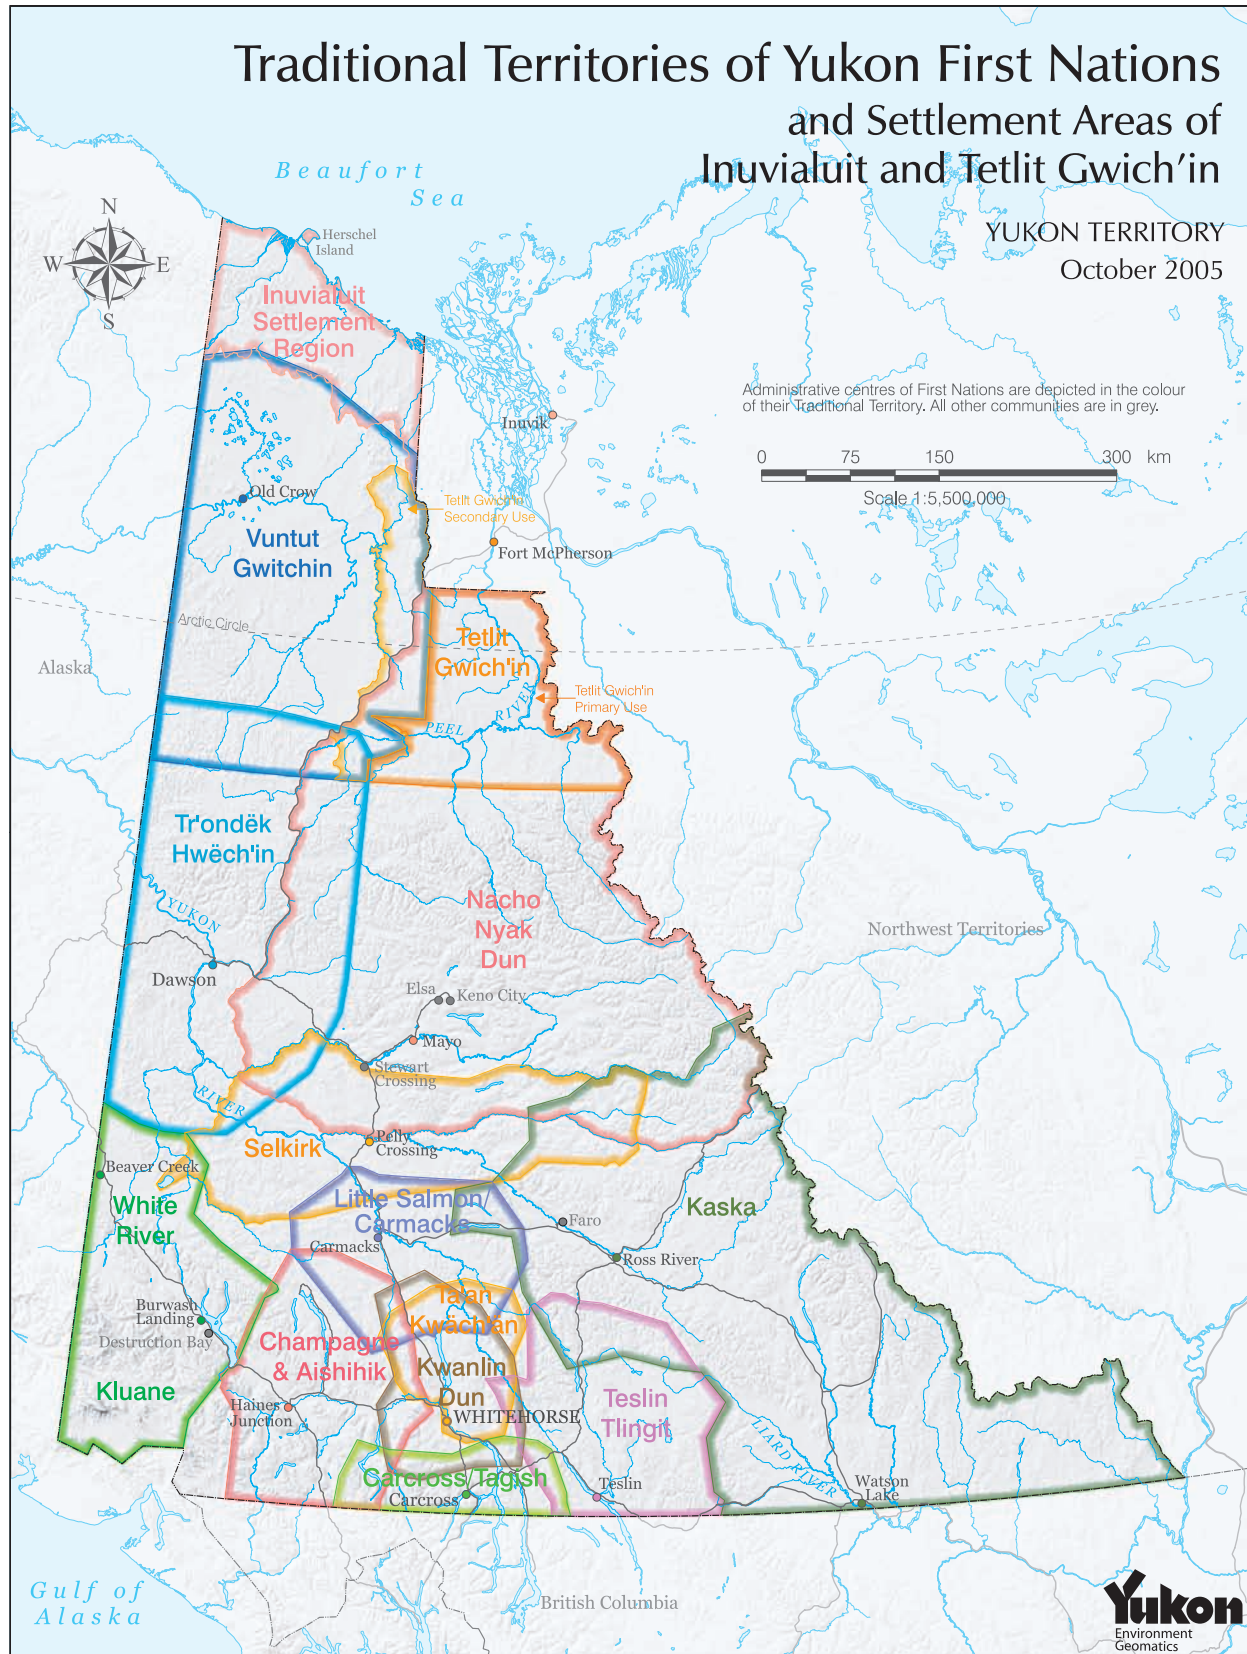 Traditional Territories of Yukon First Nations
and Settlement Areas of
Inuvialuit and Tetlit Gwich'in
YUKON TERRITORY
October 2005
Beaufort
Sea
N
W
E
S
Herschel
Island
Inuvialuit
Settlement
Region
Administrative centres of First Nations are depicted in the colour
of their Traditional Territory. All other communities are in grey.
0 75 150 300 km
Scale 1:5,500,000
Inuvik
Old Crow
Tetlit Gwich'in
Secondary Use
Vuntut
Gwitchin
Fort McPherson
Arctic Circle
Alaska
Tetlit
Gwich'in
Tetlit Gwich'in
Primary Use
PEEL
RIVER
Tr'ondëk
Hwëch'in
YUKON
Nacho
Nyak
Dun
Northwest Territories
Dawson
Elsa
Keno City
Mayo
Stewart
Crossing
RIVER
Selkirk
Pelly
Crossing
Beaver Creek
White
River
Little Salmon/
Carmacks
Carmacks
Kaska
Faro
Ross River
Burwash
Landing
Destruction Bay
Ta'an
Kwäch'än
Champagne
& Aishihik
Kwanlin
Dun
Kluane
Haines
Junction
WHITEHORSE
Teslin
Tlingit
LIARD RIVER
Carcross/Tagish
Carcross
Teslin
Watson
Lake
Gulf of
Alaska
British Columbia
Yukon
Environment
Geomatics